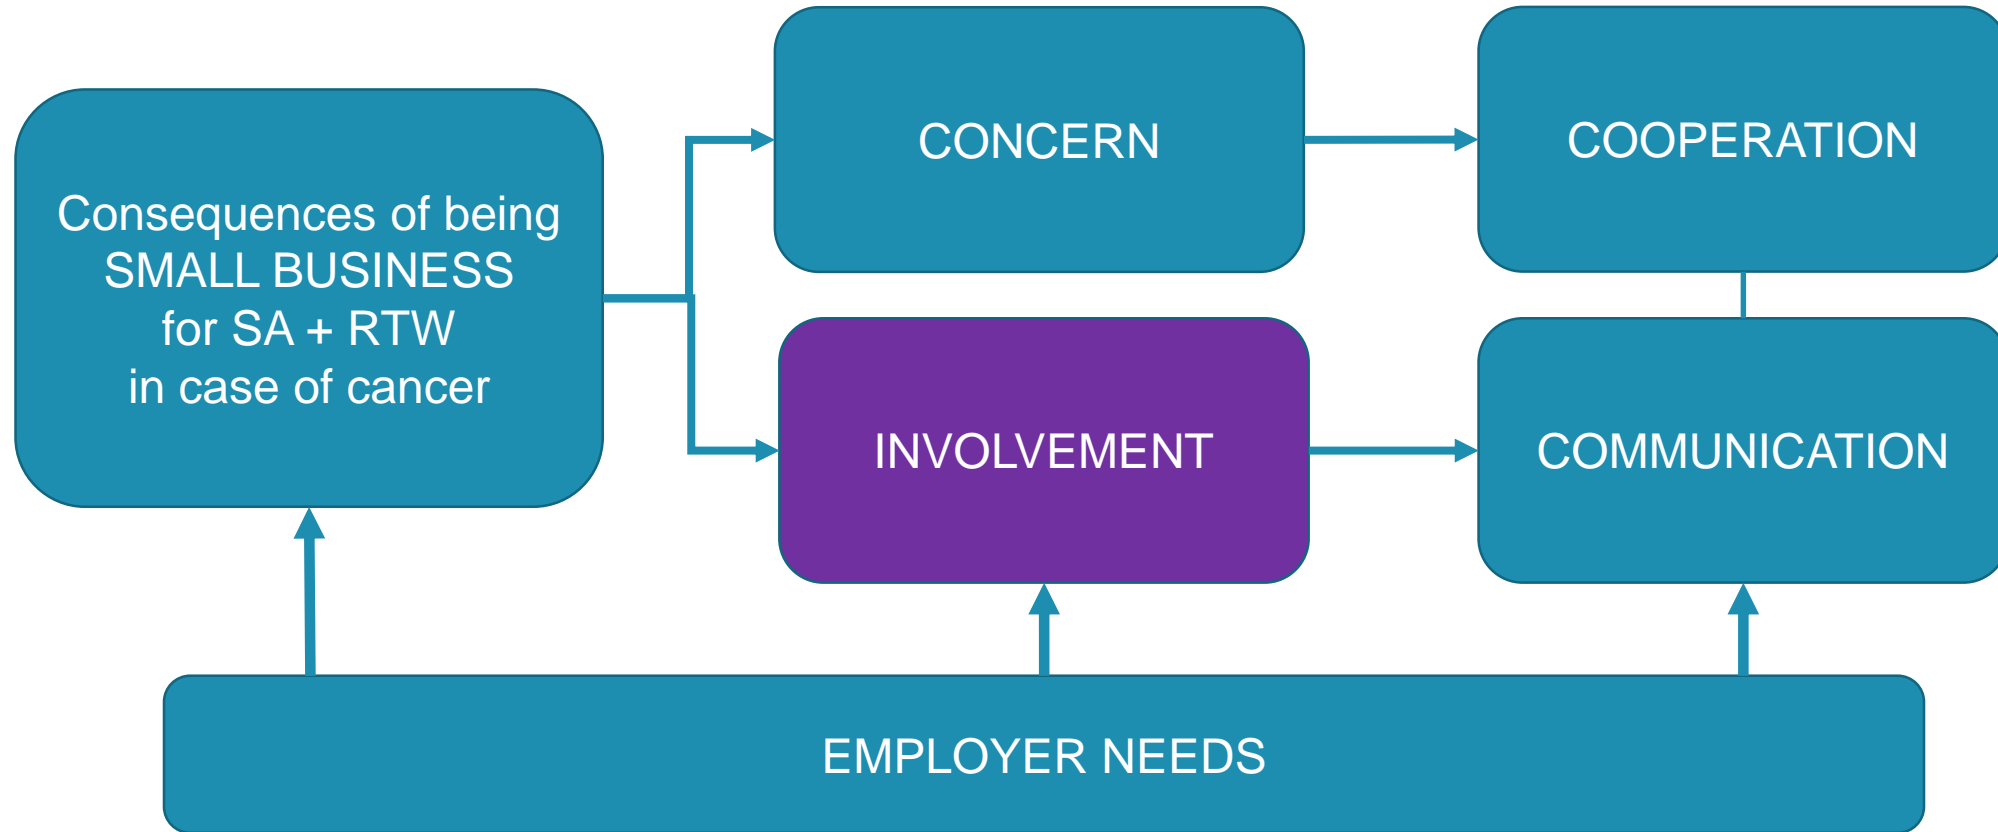 Consequences of being
SMALL BUSINESS
for SA + RTW
in case of cancer
CONCERN
COOPERATION
INVOLVEMENT
COMMUNICATION
EMPLOYER NEEDS